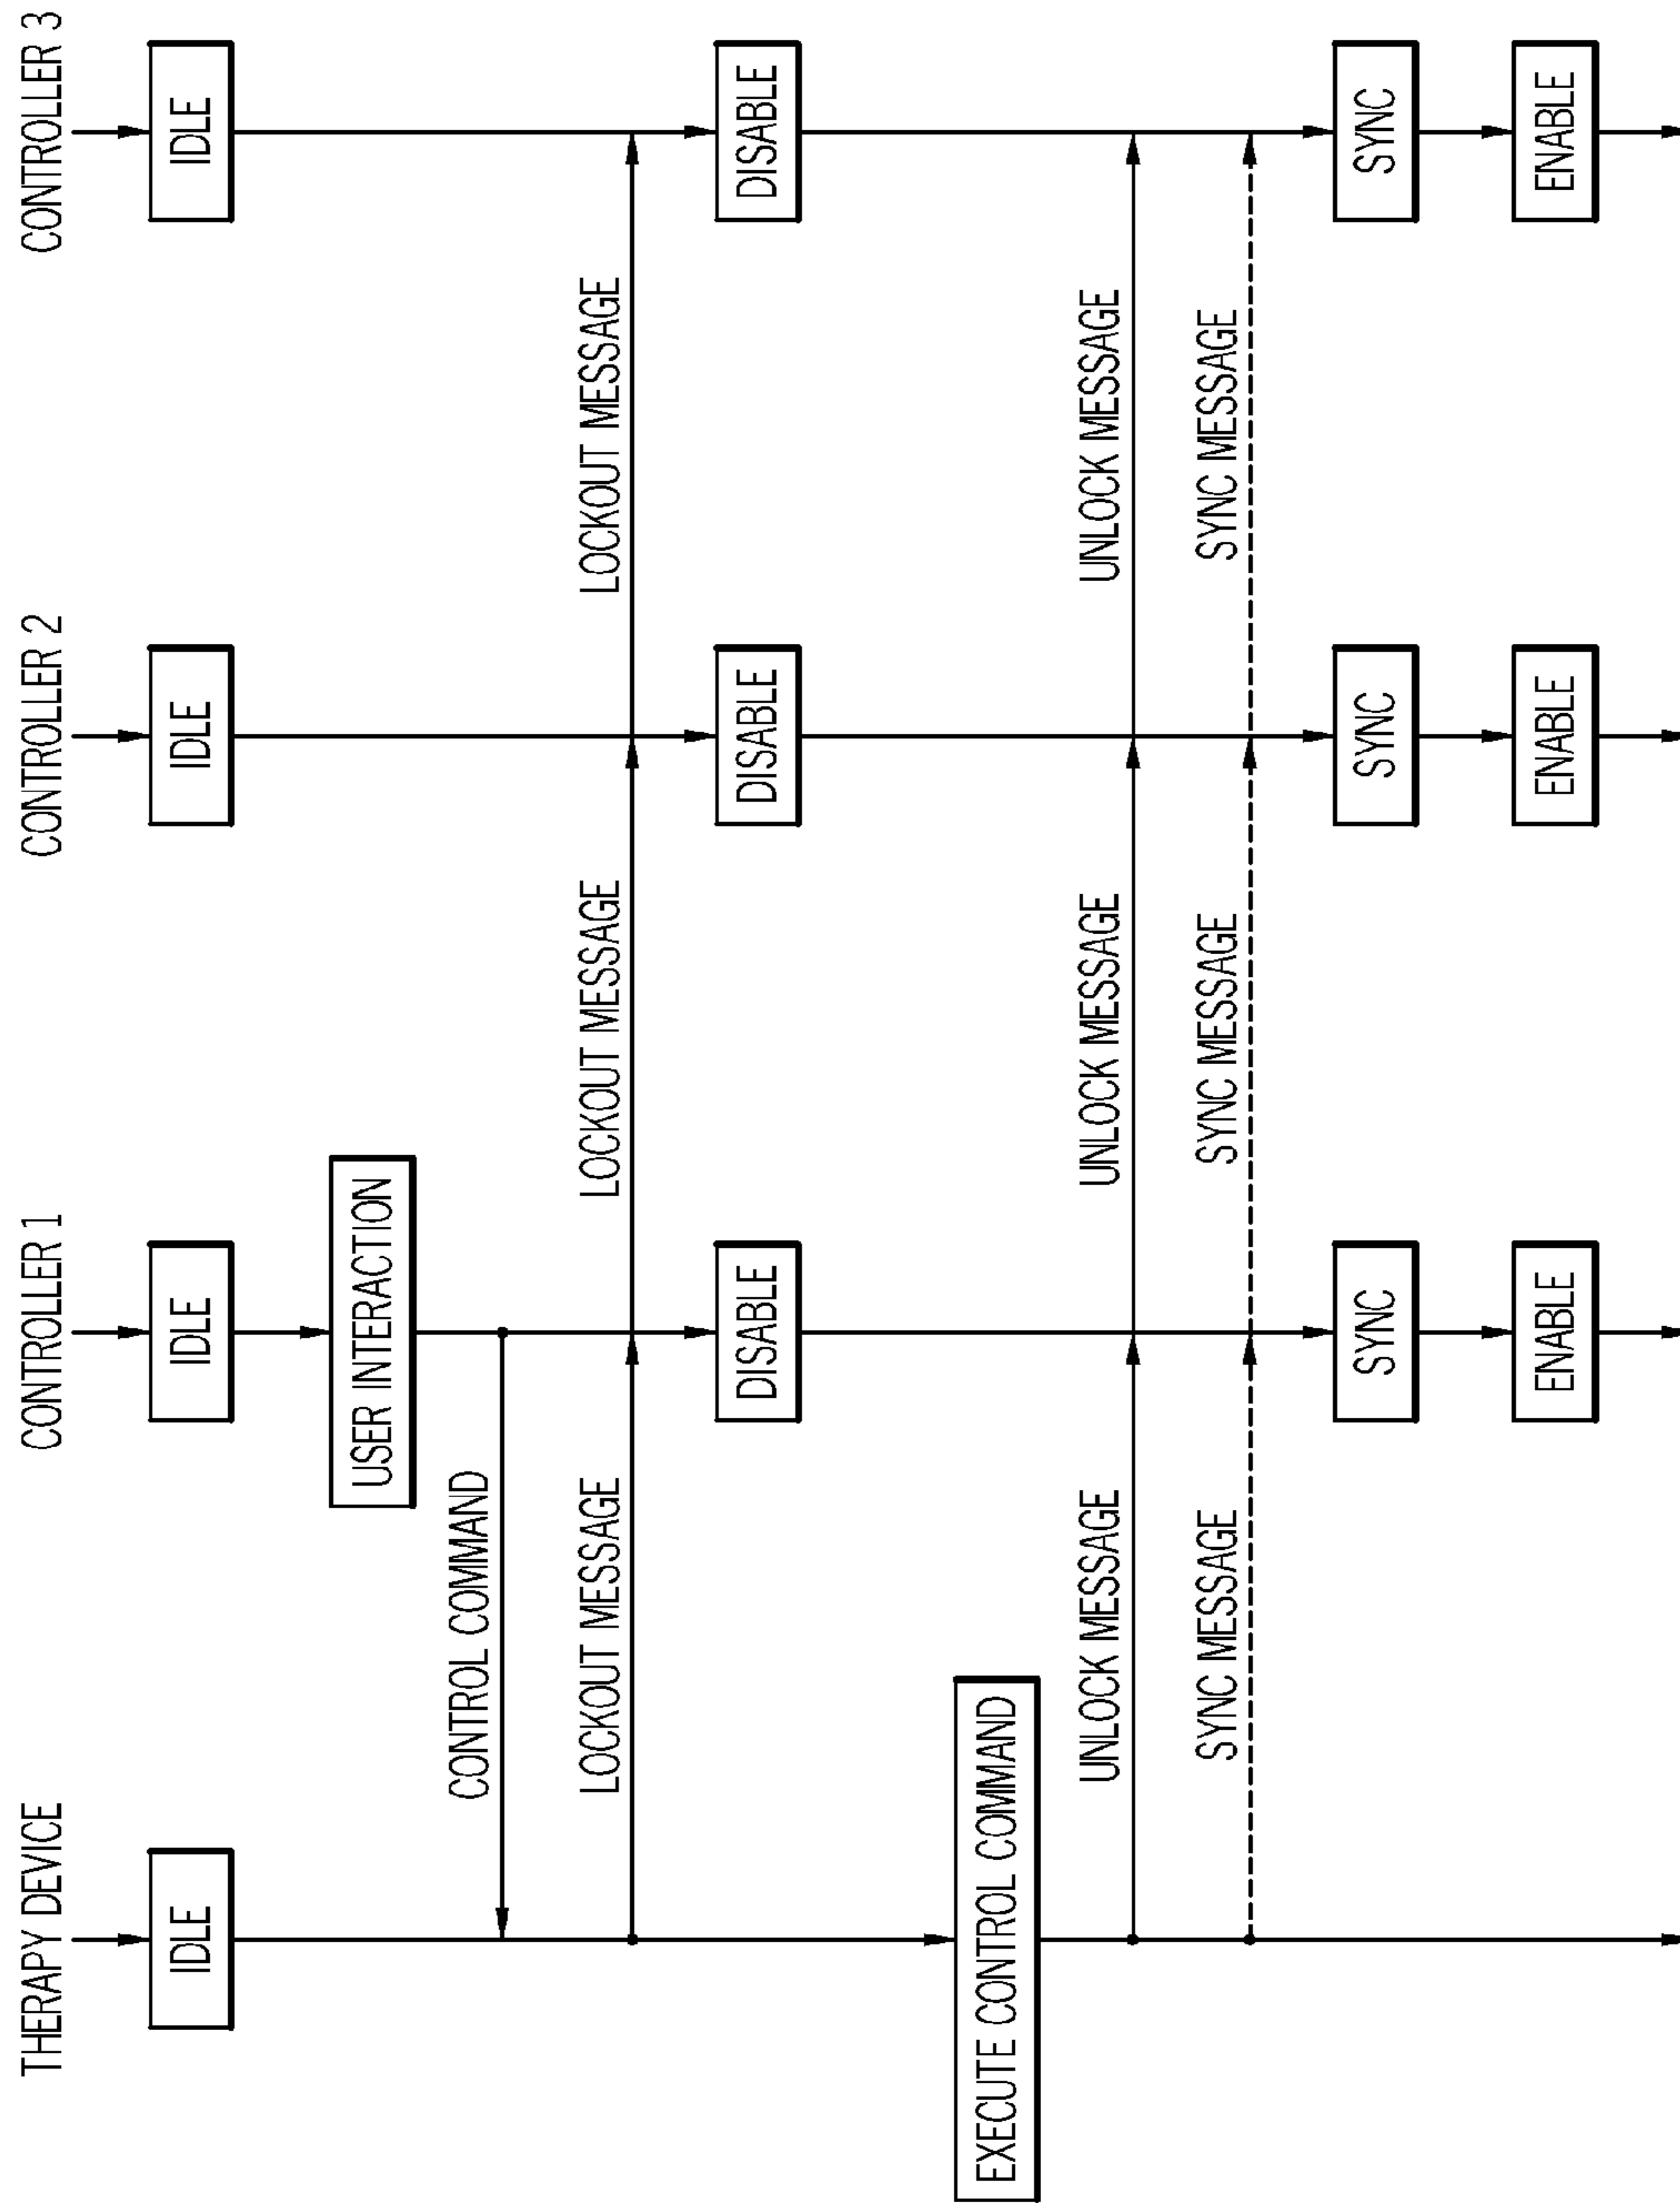 THERAPY DEVICE
CONTROLLER 1
CONTROLLER 2
CONTROLLER 3
IDLE
IDLE
IDLE
IDLE
USER INTERACTION
CONTROL COMMAND
LOCKOUT MESSAGE
LOCKOUT MESSAGE
LOCKOUT MESSAGE
DISABLE
DISABLE
DISABLE
EXECUTE CONTROL COMMAND
UNLOCK MESSAGE
UNLOCK MESSAGE
UNLOCK MESSAGE
SYNC MESSAGE
SYNC MESSAGE
SYNC MESSAGE
SYNC
SYNC
SYNC
ENABLE
ENABLE
ENABLE